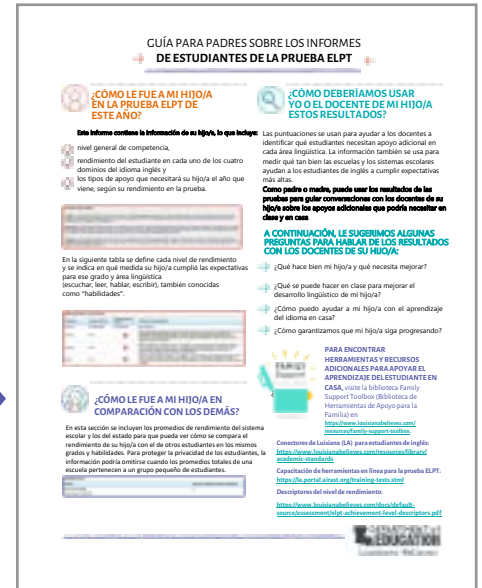 GUÍA PARA PADRES SOBRE LOS INFORMES
DE ESTUDIANTES DE LA PRUEBA ELPT
¿CÓMO LE FUE A MI HIJO/A
EN LA PRUEBA ELPT DE
ESTE AÑO?
Este informe contiene la información de su hijo/a, lo que incluye:
nivel general de competencia,
rendimiento del estudiante en cada uno de los cuatro
dominios del idioma inglés y
los tipos de apoyo que necesitará su hijo/a el año que
viene, según su rendimiento en la prueba.
En la siguiente tabla se define cada nivel de rendimiento
y se indica en qué medida su hijo/a cumplió las expectativas
para ese grado y área lingüística
(escuchar, leer, hablar, escribir), también conocidas
como “habilidades”.
¿CÓMO LE FUE A MI HIJO/A EN
COMPARACIÓN CON LOS DEMÁS?
En esta sección se incluyen los promedios de rendimiento del sistema
escolar y los del estado para que pueda ver cómo se compara el
rendimiento de su hijo/a con el de otros estudiantes en los mismos
grados y habilidades. Para proteger la privacidad de los estudiantes, la
información podría omitirse cuando los promedios totales de una
escuela pertenecen a un grupo pequeño de estudiantes.
¿CÓMO DEBERÍAMOS USAR
YO O EL DOCENTE DE MI HIJO/A
ESTOS RESULTADOS?
Las puntuaciones se usan para ayudar a los docentes a
identificar qué estudiantes necesitan apoyo adicional en
cada área lingüística. La información también se usa para
medir qué tan bien las escuelas y los sistemas escolares
ayudan a los estudiantes de inglés a cumplir expectativas
más altas.
Como padre o madre, puede usar los resultados de las
pruebas para guiar conversaciones con los docentes de su
hijo/a sobre los apoyos adicionales que podría necesitar en
clase y en casa
A CONTINUACIÓN, LE SUGERIMOS ALGUNAS
PREGUNTAS PARA HABLAR DE LOS RESULTADOS
CON LOS DOCENTES DE SU HIJO/A:
¿Qué hace bien mi hijo/a y qué necesita mejorar?
¿Qué se puede hacer en clase para mejorar el
desarrollo lingüístico de mi hijo/a?
¿Cómo puedo ayudar a mi hijo/a con el aprendizaje
del idioma en casa?
¿Cómo garantizamos que mi hijo/a siga progresando?
FAMILY
Support
PARA ENCONTRAR
HERRAMIENTAS Y RECURSOS
ADICIONALES PARA APOYAR EL
APRENDIZAJE DEL ESTUDIANTE EN
CASA, visite la biblioteca Family
Support Toolbox (Biblioteca de
Herramientas de Apoyo para la
Familia) en
https://www.louisianabelieves.com/
resources/family-support-toolbox.
Conectores de Luisiana (LA) para estudiantes de inglés:
https://www.louisianabelieves.com/resources/library/
academic-standards
Capacitación de herramientas en línea para la prueba ELPT:
https://la.portal.airast.org/training-tests.stml
Descriptores del nivel de rendimiento:
https://www.louisianabelieves.com/docs/default-
source/assessment/elpt-achievement-level-descriptors.pdf
DEPARTMENT of
EDUCATION